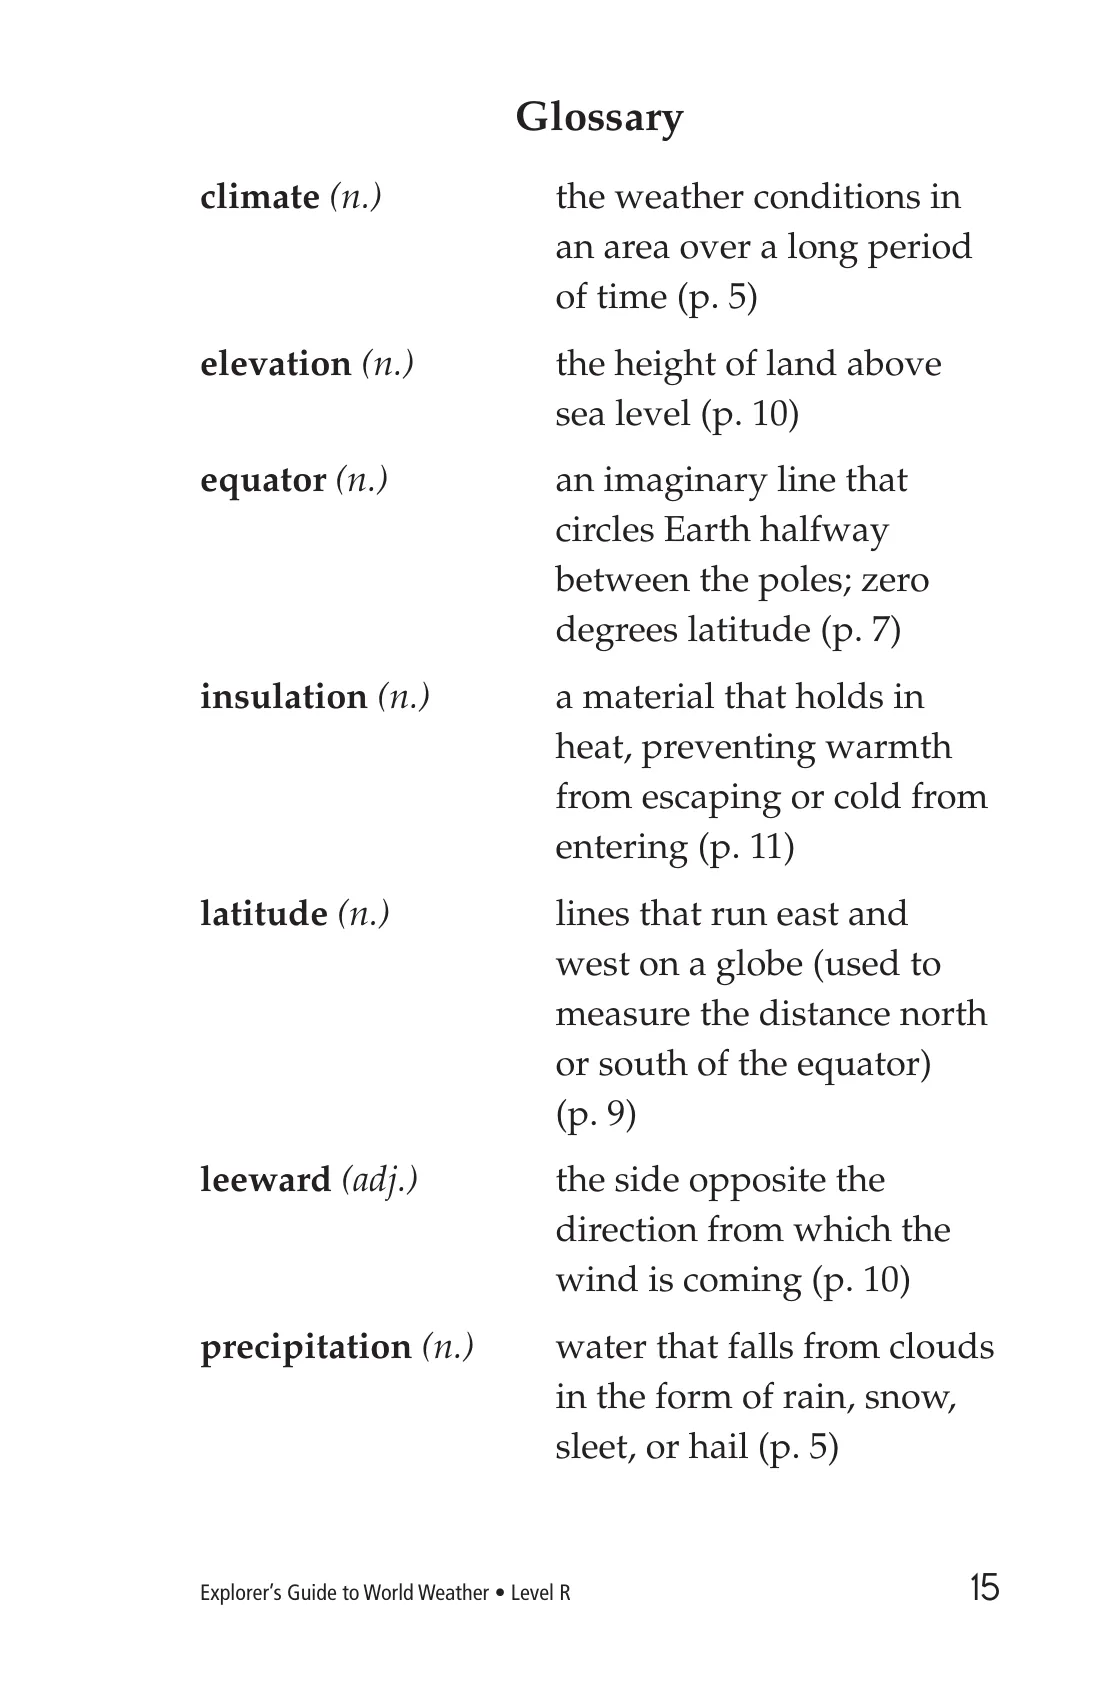 Glossary
climate (n.) the weather conditions in
an area over a long period
of time (p. 5)
elevation (n.) the height of land above
sea level (p. 10)
equator (n.) an imaginary line that
circles Earth halfway
between the poles; zero
degrees latitude (p. 7)
insulation (n.) a material that holds in
heat, preventing warmth
from escaping or cold from
entering (p. 11)
latitude (n.) lines that run east and
west on a globe (used to
measure the distance north
or south of the equator)
(p. 9)
leeward (adj.) the side opposite the
direction from which the
wind is coming (p. 10)
precipitation (n.) water that falls from clouds
in the form of rain, snow,
sleet, or hail (p. 5)
Explorer’s Guide to World Weather • Level R 15